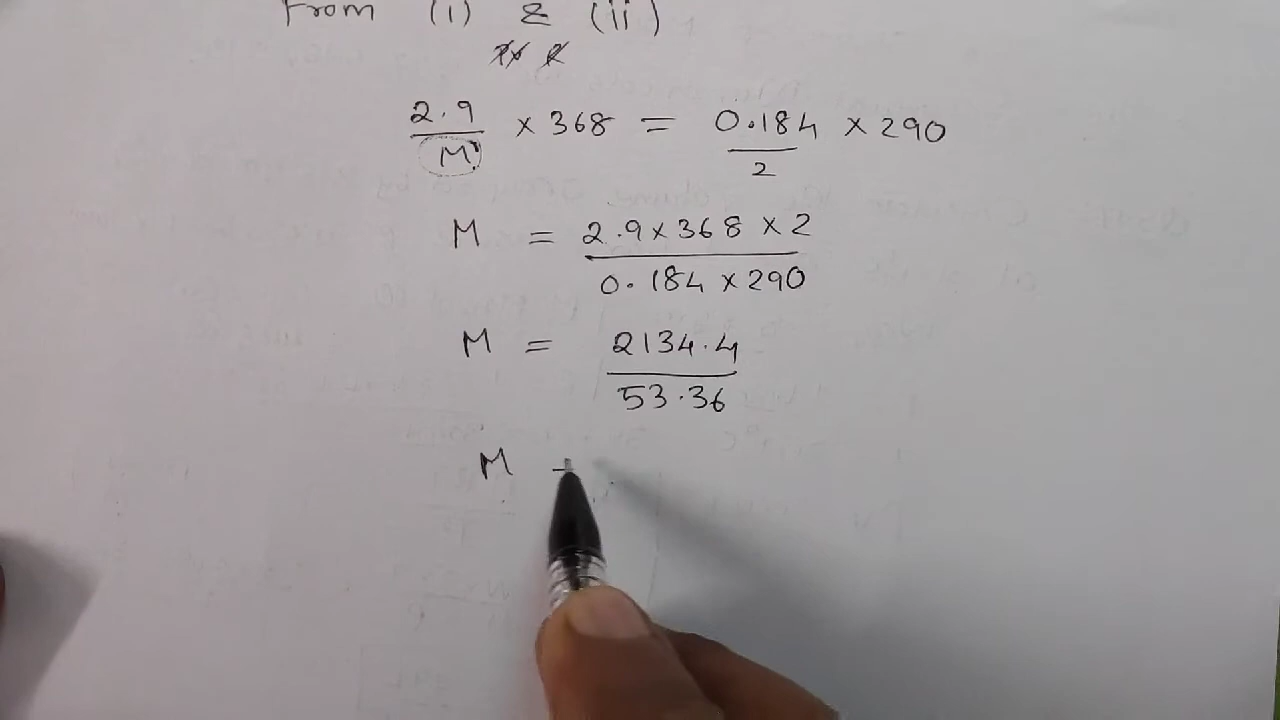 From (i) & (ii)
2.9/M × 368 = 0.184/2 × 290
M = 2.9 × 368 × 2 / 0.184 × 290
M = 2134.4 / 53.36
M =